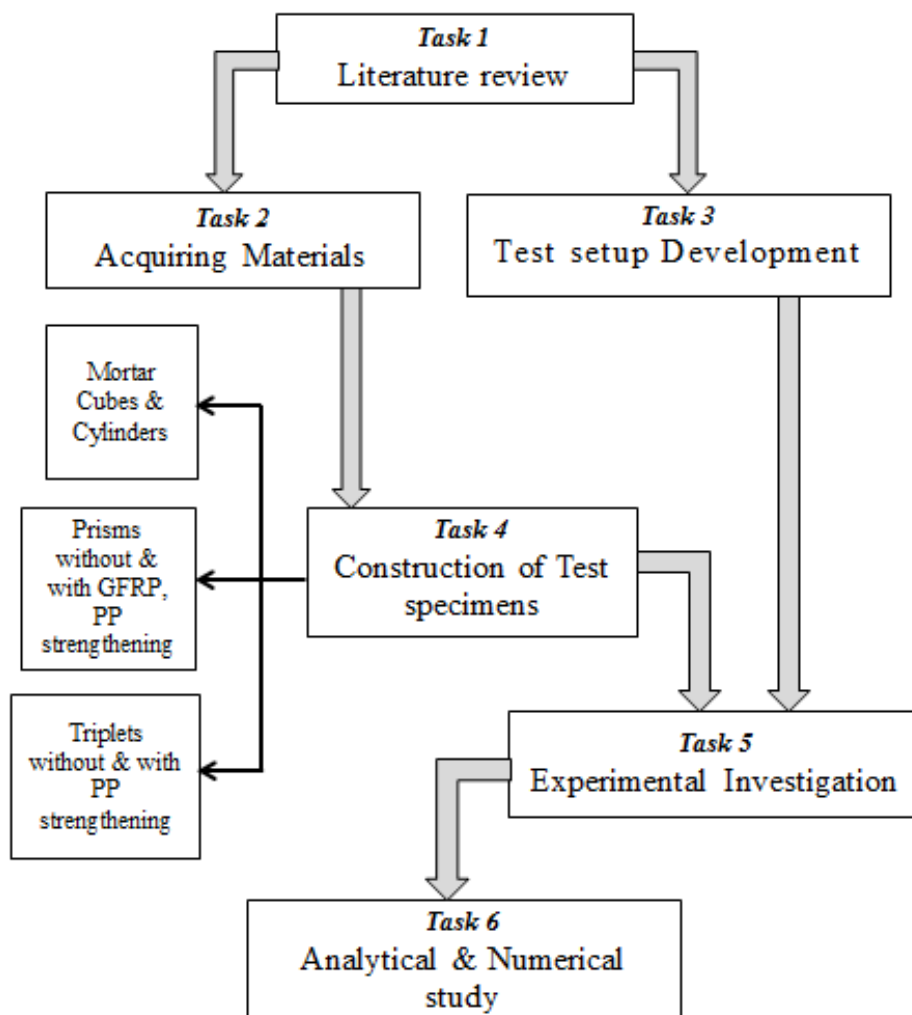 Task 1
Literature review
Task 2
Acquiring Materials
Task 3
Test setup Development
Mortar
Cubes &
Cylinders
Prisms
without &
with GFRP,
PP
strengthening
Task 4
Construction of Test
specimens
Triplets
without & with
PP
strengthening
Task 5
Experimental Investigation
Task 6
Analytical & Numerical
study